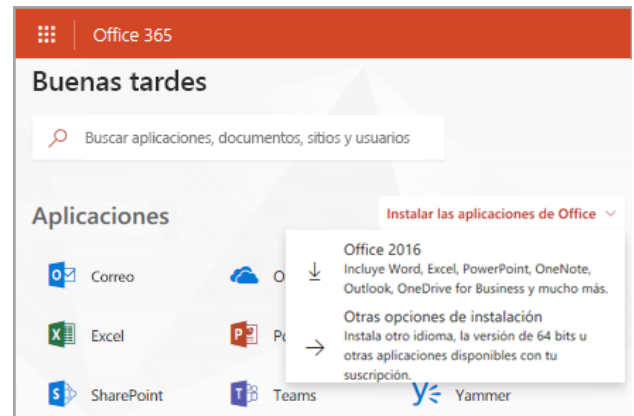 Office 365
Buenas tardes
Buscar aplicaciones, documentos, sitios y usuarios
Aplicaciones
Instalar las aplicaciones de Office
Office 2016
Incluye Word, Excel, PowerPoint, OneNote,
Outlook, OneDrive for Business y mucho más.
Otras opciones de instalación
Instala otro idioma, la versión de 64 bits u
otras aplicaciones disponibles con tu
suscripción.
Correo
Excel
SharePoint
Teams
Yammer